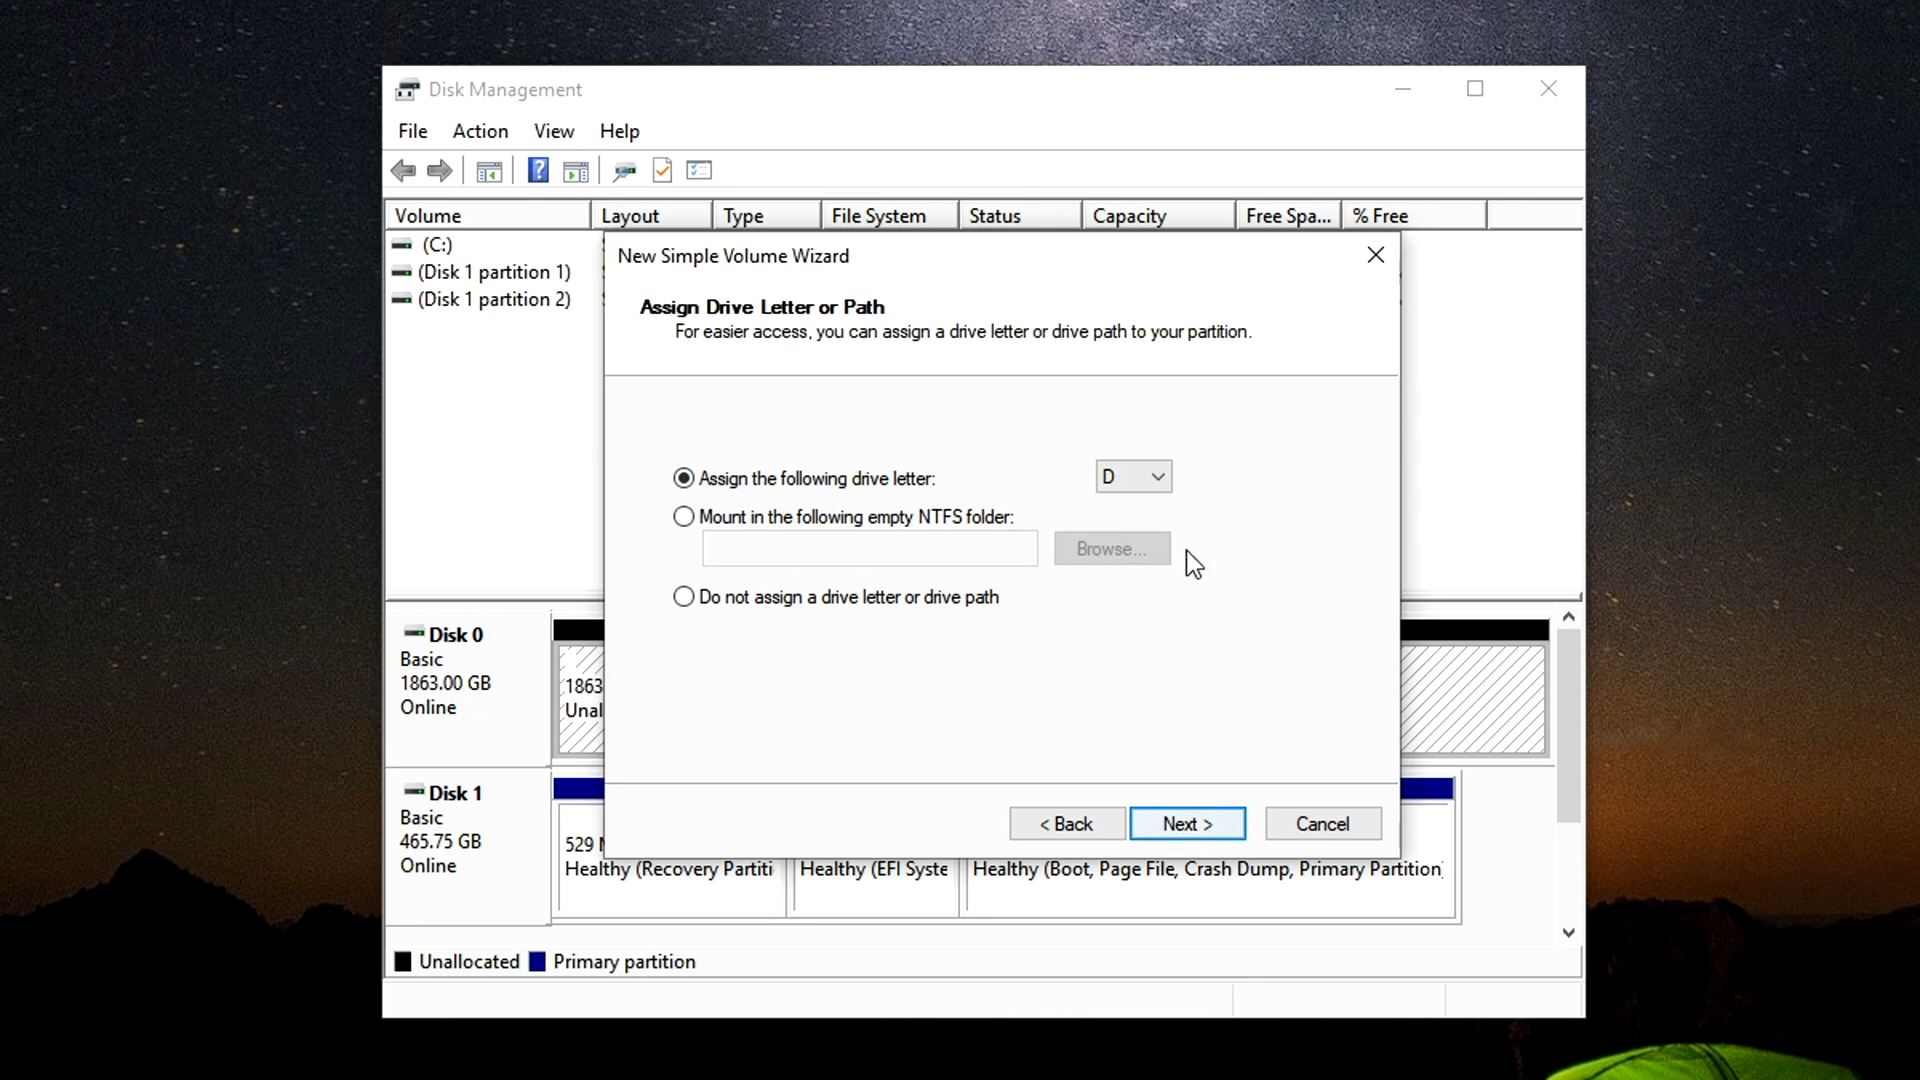 Disk Management
File Action View Help
Volume Layout Type File System Status Capacity Free Spa... % Free
(C:)
(Disk 1 partition 1)
(Disk 1 partition 2)
New Simple Volume Wizard
Assign Drive Letter or Path
For easier access, you can assign a drive letter or drive path to your partition.
Assign the following drive letter: D
Mount in the following empty NTFS folder:
Browse...
Do not assign a drive letter or drive path
< Back Next > Cancel
Disk 0
Basic
1863.00 GB
Online
1863
Unal
Disk 1
Basic
465.75 GB
Online
529
Healthy (Recovery Partiti Healthy (EFI Syste Healthy (Boot, Page File, Crash Dump, Primary Partition)
Unallocated Primary partition